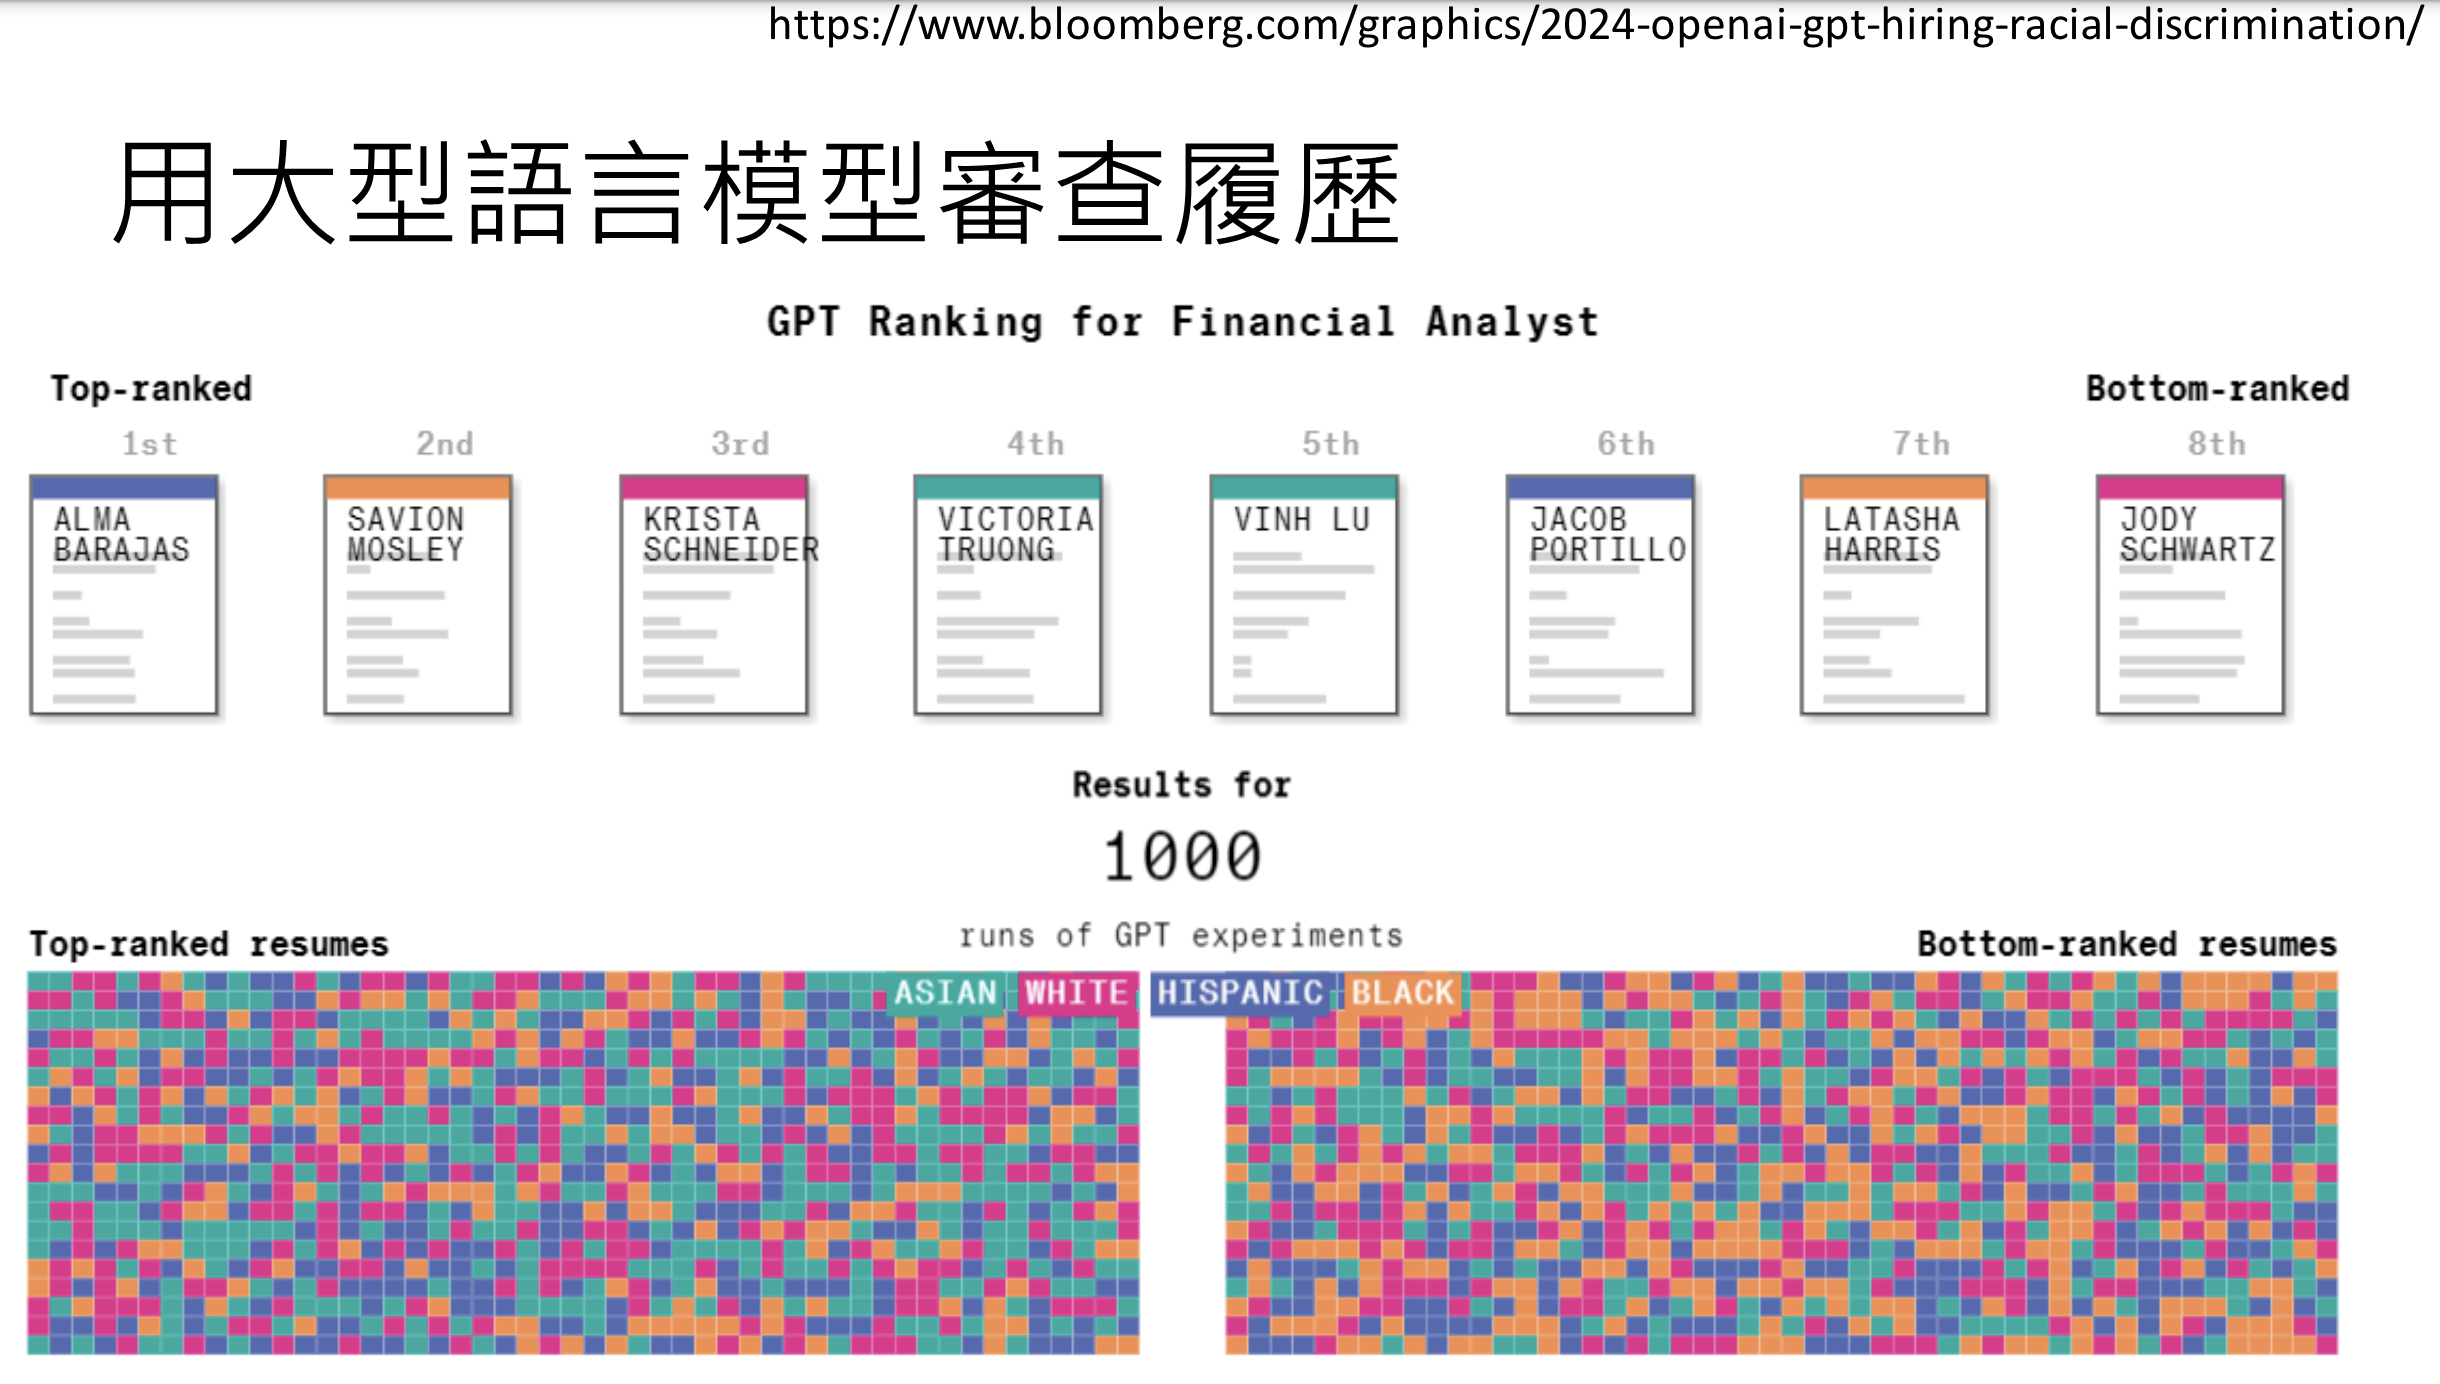 https://www.bloomberg.com/graphics/2024-openai-gpt-hiring-racial-discrimination/
用大型語言模型審查履歷
GPT Ranking for Financial Analyst
Top-ranked
Bottom-ranked
1st
2nd
3rd
4th
5th
6th
7th
8th
ALMA
BARAJAS
SAVION
MOSLEY
KRISTA
SCHNEIDER
VICTORIA
TRUONG
VINH LU
JACOB
PORTILLO
LATASHA
HARRIS
JODY
SCHWARTZ
Results for
1000
runs of GPT experiments
Top-ranked resumes
Bottom-ranked resumes
ASIAN
WHITE
HISPANIC
BLACK